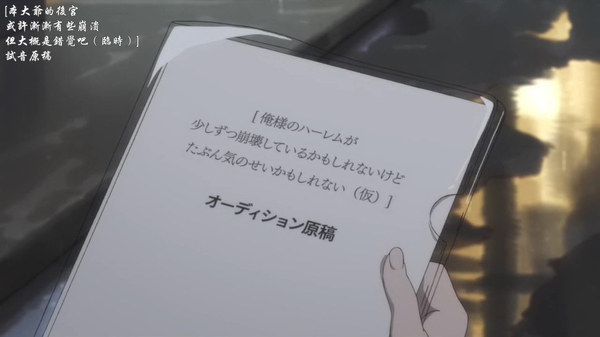 [本大爺的後宮
或許漸漸有些崩潰
但大概是錯覺吧（臨時）]
試音原稿
[ 俺様のハーレムが
少しずつ崩壊しているかもしれないけど
たぶん気のせいかもしれない（仮）]
オーディション原稿